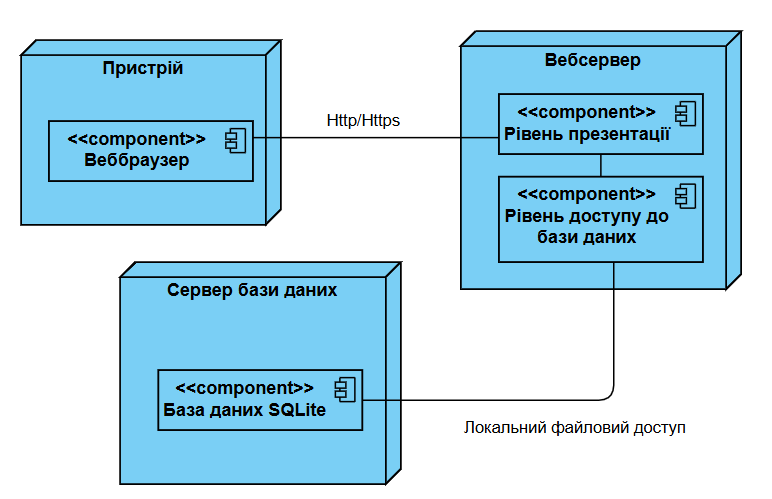 Пристрій
<<component>>
Веббраузер
Http/Https
Вебсервер
<<component>>
Рівень презентації
<<component>>
Рівень доступу до
бази даних
Сервер бази даних
<<component>>
База даних SQLite
Локальний файловий доступ